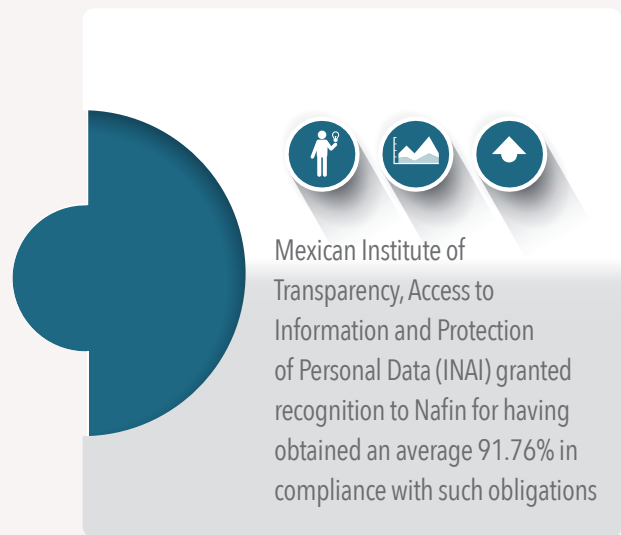 Mexican Institute of
Transparency, Access to
Information and Protection
of Personal Data (INAI) granted
recognition to Nafin for having
obtained an average 91.76% in
compliance with such obligations